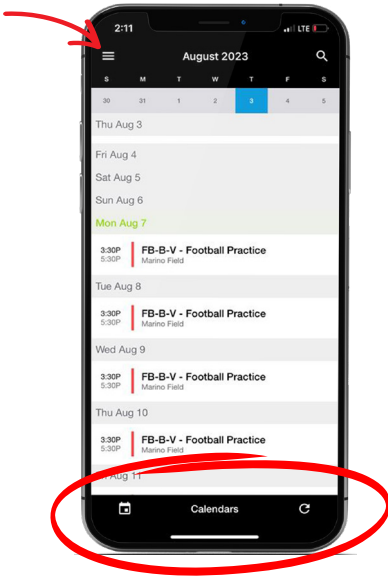 2:11 LTE
August 2023
S M T W T F S
30 31 1 2 3 4 5
Thu Aug 3
Fri Aug 4
Sat Aug 5
Sun Aug 6
Mon Aug 7
3:30P FB-B-V - Football Practice
5:30P Marino Field
Tue Aug 8
3:30P FB-B-V - Football Practice
5:30P Marino Field
Wed Aug 9
3:30P FB-B-V - Football Practice
5:30P Marino Field
Thu Aug 10
3:30P FB-B-V - Football Practice
5:30P Marino Field
Fri Aug 11
Calendars